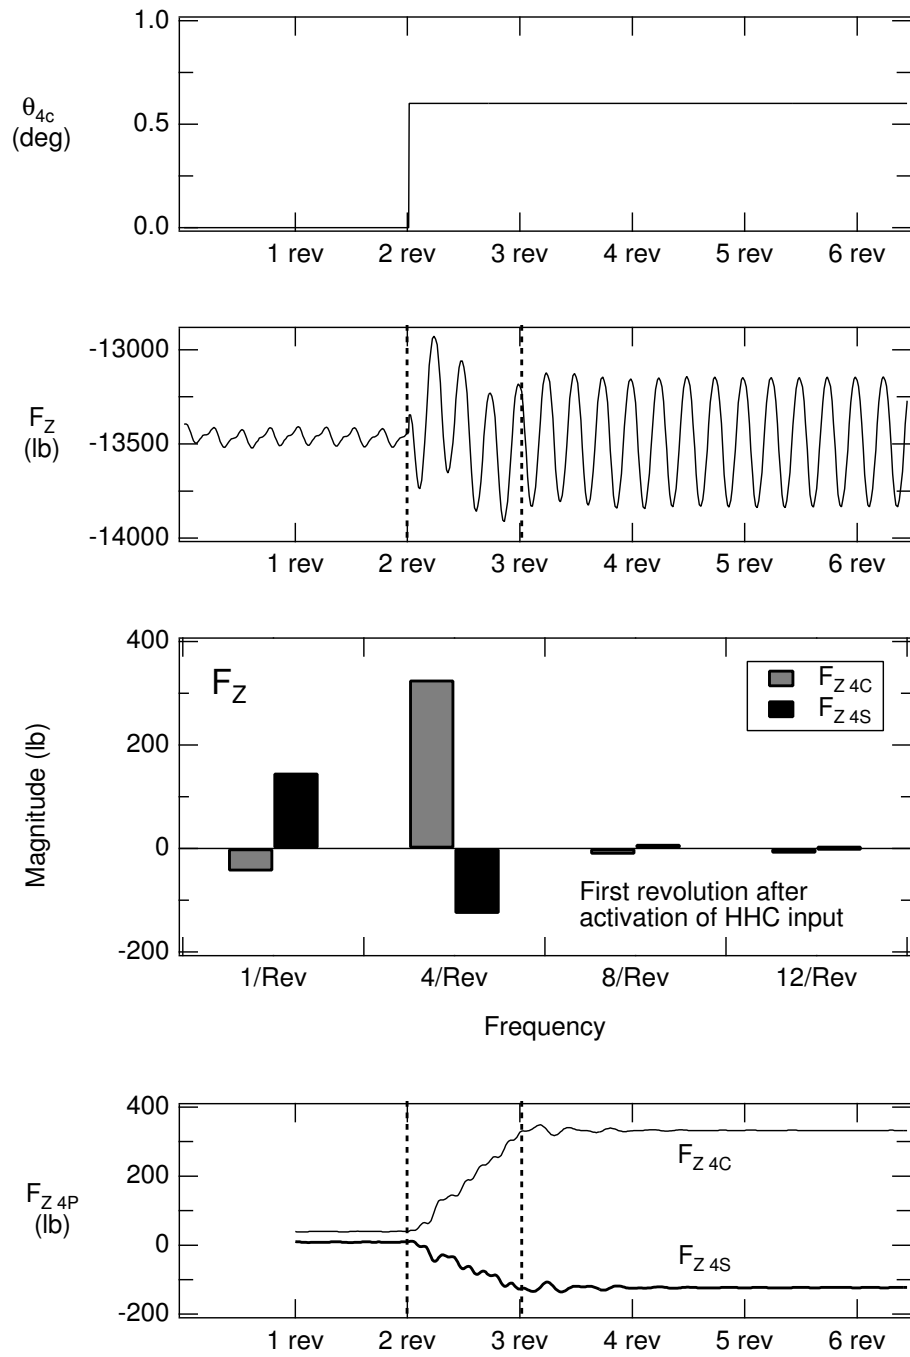 1.0
θ4c
(deg)
0.5
0.0
1 rev 2 rev 3 rev 4 rev 5 rev 6 rev
-13000
FZ
(lb)
-13500
-14000
1 rev 2 rev 3 rev 4 rev 5 rev 6 rev
400
FZ
FZ 4C
FZ 4S
200
Magnitude (lb)
0
First revolution after
activation of HHC input
-200
1/Rev 4/Rev 8/Rev 12/Rev
Frequency
400
FZ 4C
200
FZ 4P
(lb)
0
FZ 4S
-200
1 rev 2 rev 3 rev 4 rev 5 rev 6 rev